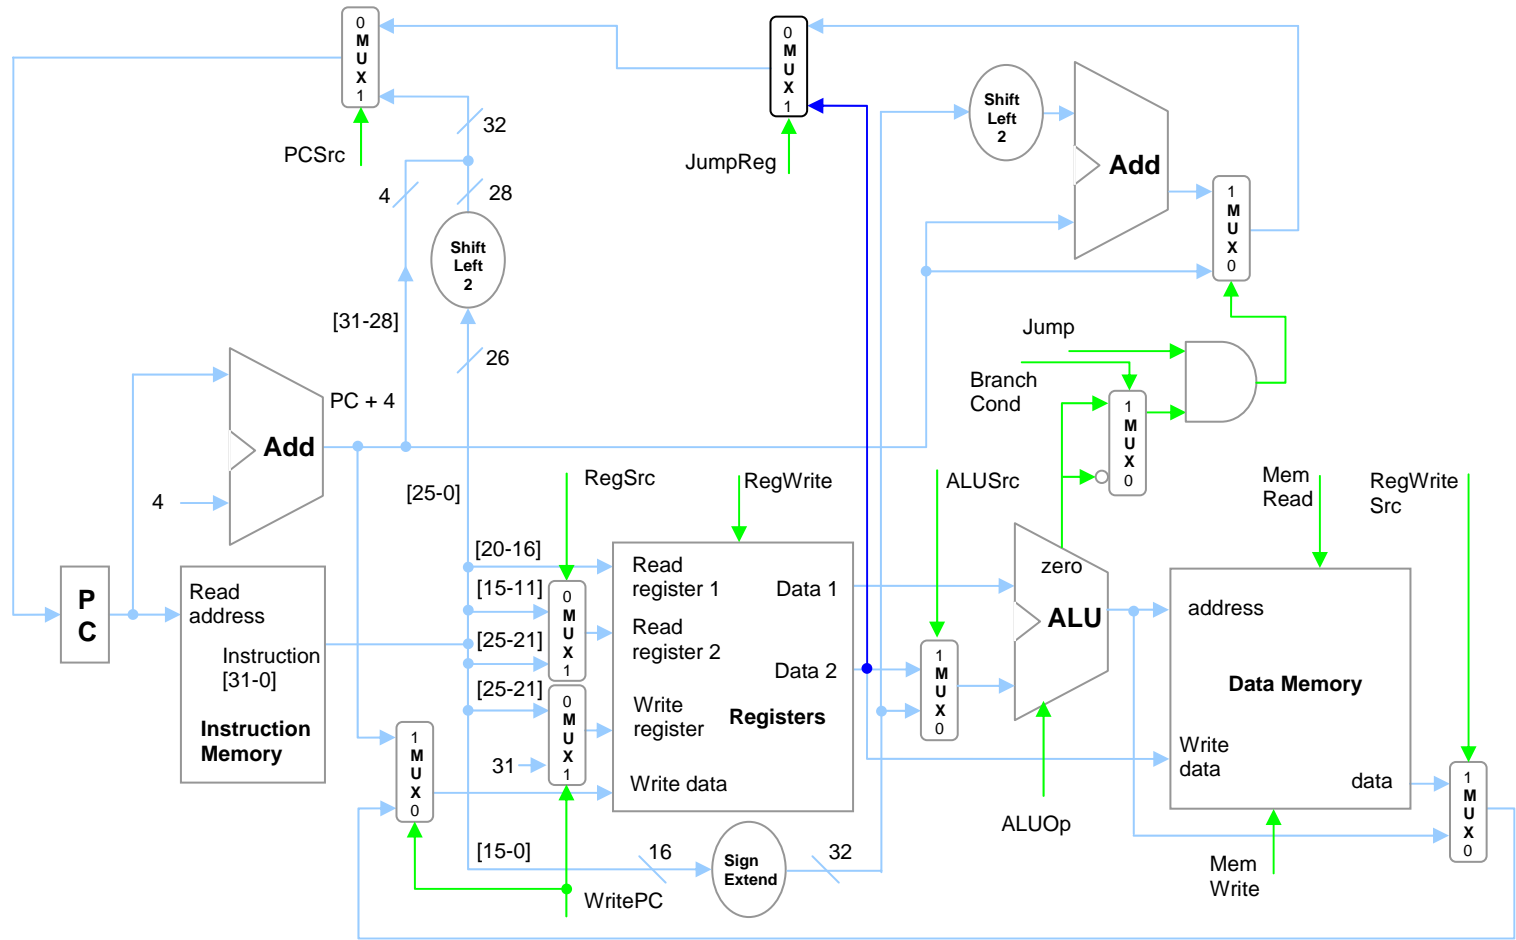 0
M
U
X
1
PCSrc
32
4
28
Shift
Left
2
[31-28]
26
0
M
U
X
1
JumpReg
Shift
Left
2
Add
1
M
U
X
0
Jump
Branch
Cond
1
M
U
X
0
PC + 4
Add
4
[25-0]
P
C
Read
address
Instruction
[31-0]
Instruction
Memory
RegSrc
RegWrite
ALUSrc
Mem
Read
RegWrite
Src
[20-16]
[15-11]
[25-21]
[25-21]
0
M
U
X
1
0
M
U
X
1
31
1
M
U
X
0
Read
register 1
Read
register 2
Write
register
Write data
Data 1
Data 2
Registers
1
M
U
X
0
zero
ALU
ALUOp
address
Data Memory
Write
data
data
1
M
U
X
0
Mem
Write
[15-0]
16
Sign
Extend
32
WritePC